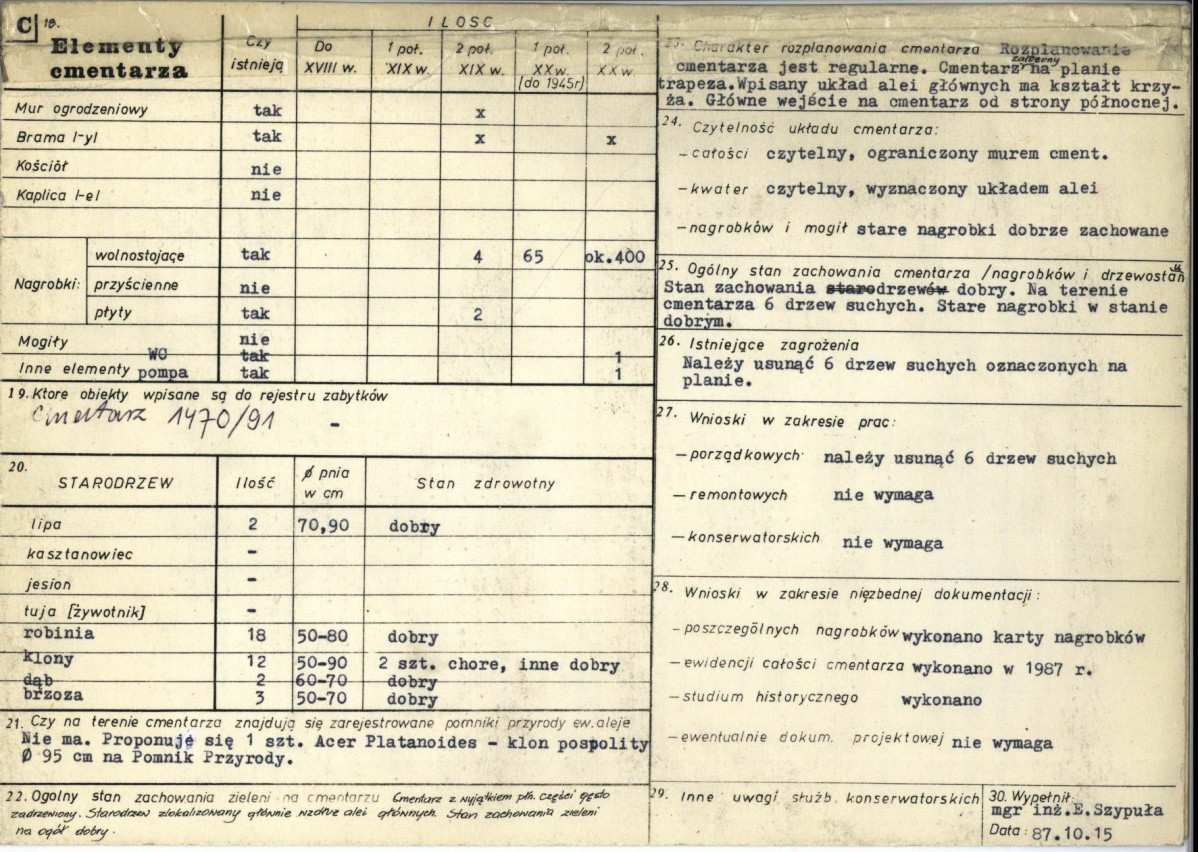 C 18.
Elementy cmentarza
Czy istnieją
ILOSC
Do XVIII w.
1 poł. XIX w.
2 poł. XIX w.
1 poł. XX w. (do 1945r)
2 poł. XX w.
Mur ogrodzeniowy tak x
Brama /-y/ tak x x
Kościół nie
Kaplica /-e/ nie
Nagrobki:
wolnostojące tak 4 65 ok.400
przyścienne nie
płyty tak 2
Mogiły nie
WC tak 1
Inne elementy pompa tak 1
19. Ktore obiekty wpisane są do rejestru zabytków
Cmentarz 1470/91 -
20.
STARODRZEW Ilość Ø pnia w cm Stan zdrowotny
lipa 2 70,90 dobry
kasztanowiec -
jesion -
tuja [żywotnik] -
robinia 18 50-80 dobry
klony 12 50-90 2 szt. chore, inne dobry
dąb 2 60-70 dobry
brzoza 3 50-70 dobry
21. Czy na terenie cmentarza znajdują się zarejestrowane pomniki przyrody ew. aleje
Nie ma. Proponuje się 1 szt. Acer Platanoides - klon pospolity
Ø 95 cm na Pomnik Przyrody.
22. Ogolny stan zachowania zieleni na cmentarzu Cmentarz z wyjątkiem płn. części gęsto
zadrzewiony. Starodrzew zlokalizowany głównie wzdłuż alei głównych. Stan zachowania zieleni
na ogół dobry.
23. Charakter rozplanowania cmentarza Rozplanowanie
cmentarza jest regularne. Cmentarz założony na planie
trapeza.Wpisany układ alei głównych ma kształt krzy-
ża. Główne wejście na cmentarz od strony północnej.
24. Czytelność układu cmentarza:
-całości czytelny, ograniczony murem cment.
-kwater czytelny, wyznaczony układem alei
-nagrobków i mogił stare nagrobki dobrze zachowane
25. Ogólny stan zachowania cmentarza /nagrobków i drzewostanu
Stan zachowania starodrzewów dobry. Na terenie
cmentarza 6 drzew suchych. Stare nagrobki w stanie
dobrym.
26. Istniejące zagrożenia
Należy usunąć 6 drzew suchych oznaczonych na
planie.
27. Wnioski w zakresie prac:
-porządkowych należy usunąć 6 drzew suchych
-remontowych nie wymaga
-konserwatorskich nie wymaga
28. Wnioski w zakresie niezbednej dokumentacji:
-poszczególnych nagrobków wykonano karty nagrobków
-ewidencji całości cmentarza wykonano w 1987 r.
-studium historycznego wykonano
-ewentualnie dokum. projektowej nie wymaga
29. Inne uwagi służb konserwatorskich
30. Wypełnił:
mgr inż.E.Szypuła
Data: 87.10.15